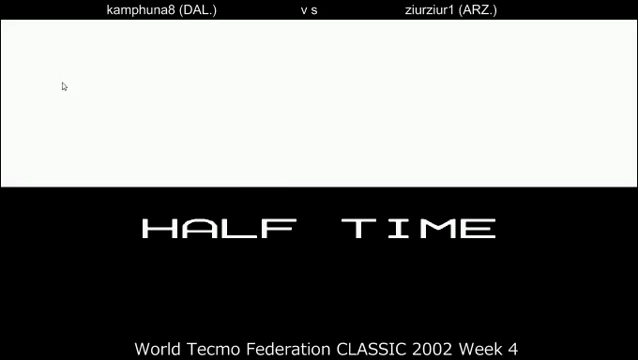 kamphuna8 (DAL.) v s ziurziur1 (ARZ.)
HALF TIME
World Tecmo Federation CLASSIC 2002 Week 4